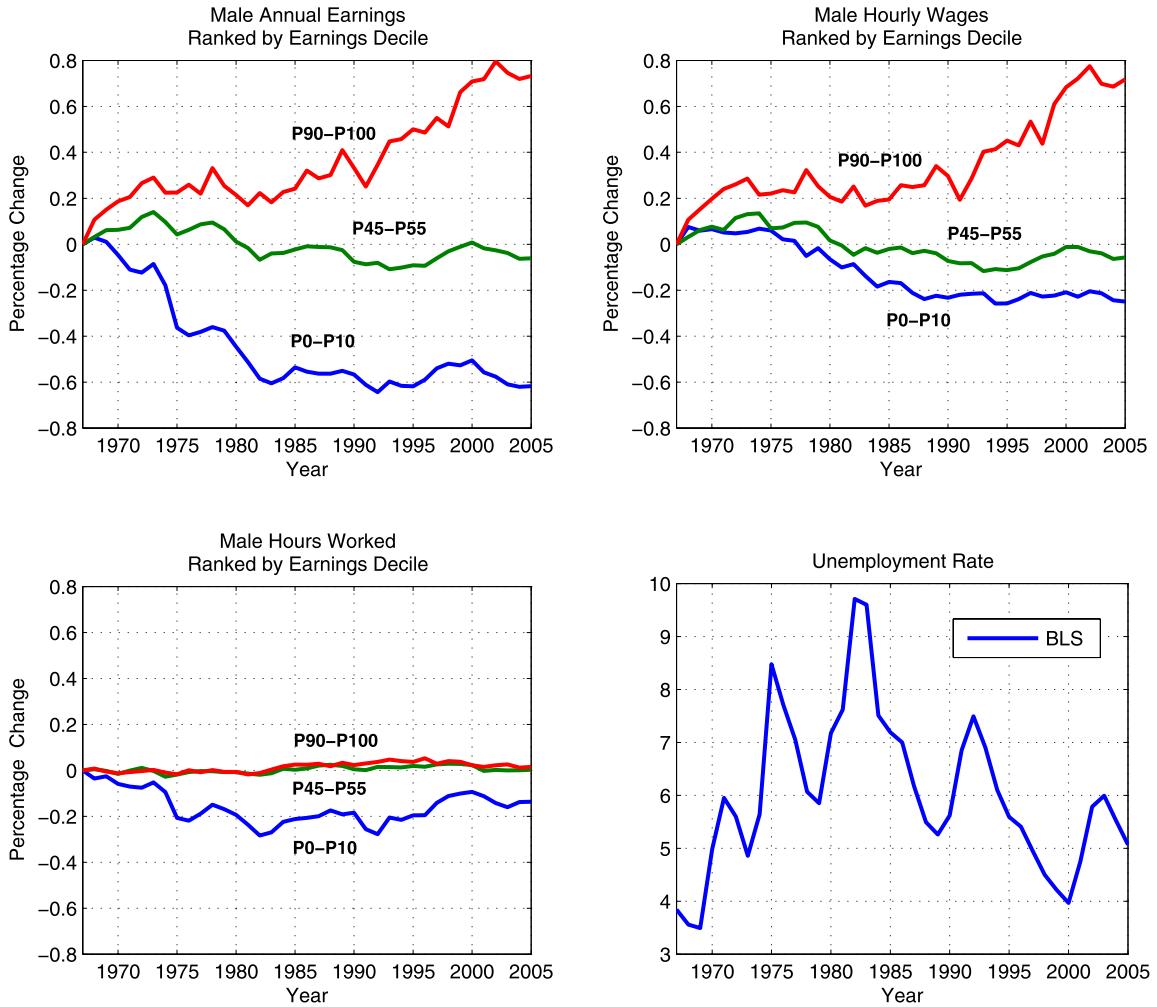 Male Annual Earnings
Ranked by Earnings Decile
0.8
0.6
0.4
0.2
0
−0.2
−0.4
−0.6
−0.8
Percentage Change
P90−P100
P45−P55
P0−P10
1970 1975 1980 1985 1990 1995 2000 2005
Year
Male Hourly Wages
Ranked by Earnings Decile
0.8
0.6
0.4
0.2
0
−0.2
−0.4
−0.6
−0.8
Percentage Change
P90−P100
P45−P55
P0−P10
1970 1975 1980 1985 1990 1995 2000 2005
Year
Male Hours Worked
Ranked by Earnings Decile
0.8
0.6
0.4
0.2
0
−0.2
−0.4
−0.6
−0.8
Percentage Change
P90−P100
P45−P55
P0−P10
1970 1975 1980 1985 1990 1995 2000 2005
Year
Unemployment Rate
10
9
8
7
6
5
4
3
BLS
1970 1975 1980 1985 1990 1995 2000 2005
Year